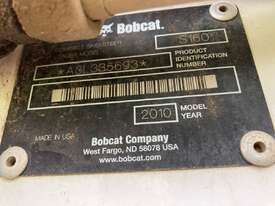 Bobcat.
S160
*A3L335693*
PRODUCT
IDENTIFICATION
NUMBER
2010 MODEL
YEAR
MADE IN USA
Bobcat Company
West Fargo, ND 58078 USA
www.bobcat.com